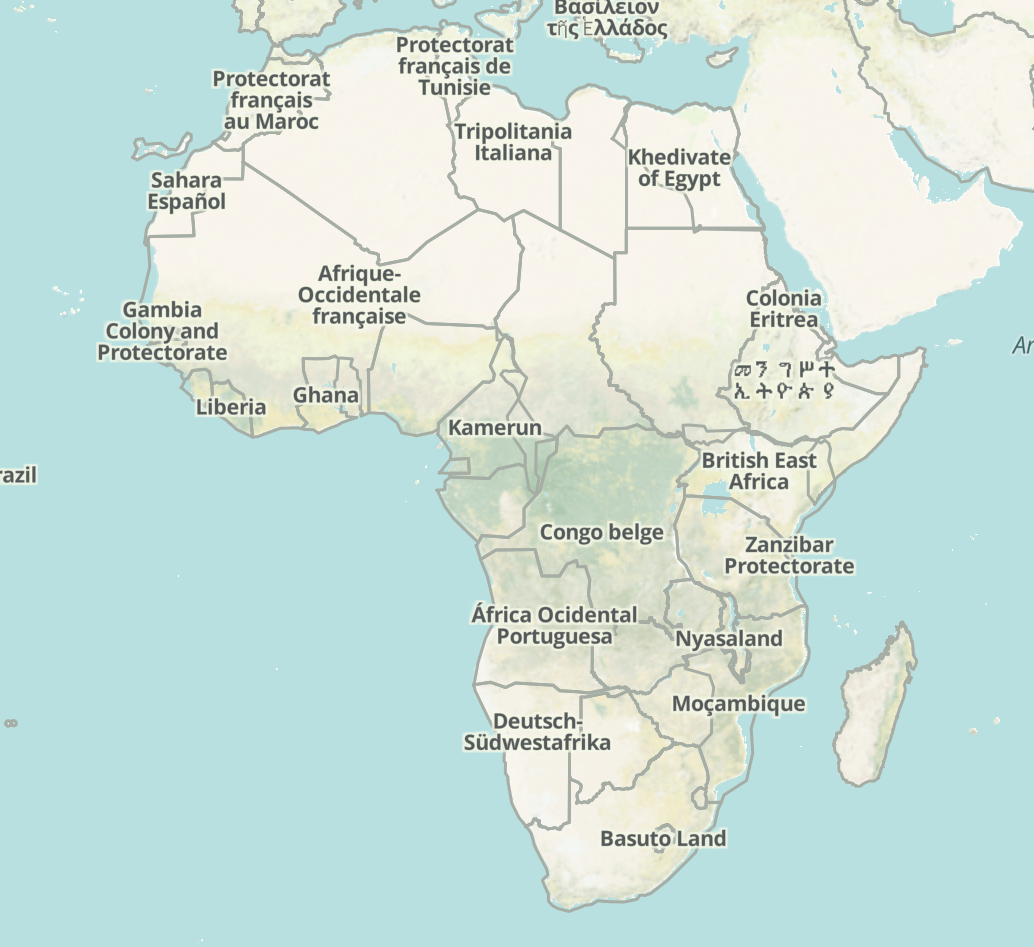 Βασίλειον
τῆς Ἑλλάδος
Protectorat
français de
Tunisie
Protectorat
français
au Maroc
Tripolitania
Italiana
Khedivate
of Egypt
Sahara
Español
Afrique-
Occidentale
française
Colonia
Eritrea
Gambia
Colony and
Protectorate
መንግሥተ
ኢትዮጵያ
Liberia
Ghana
Kamerun
British East
Africa
razil
Congo belge
Zanzibar
Protectorate
África Ocidental
Portuguesa
Nyasaland
Moçambique
Deutsch-
Südwestafrika
Basuto Land
Ar